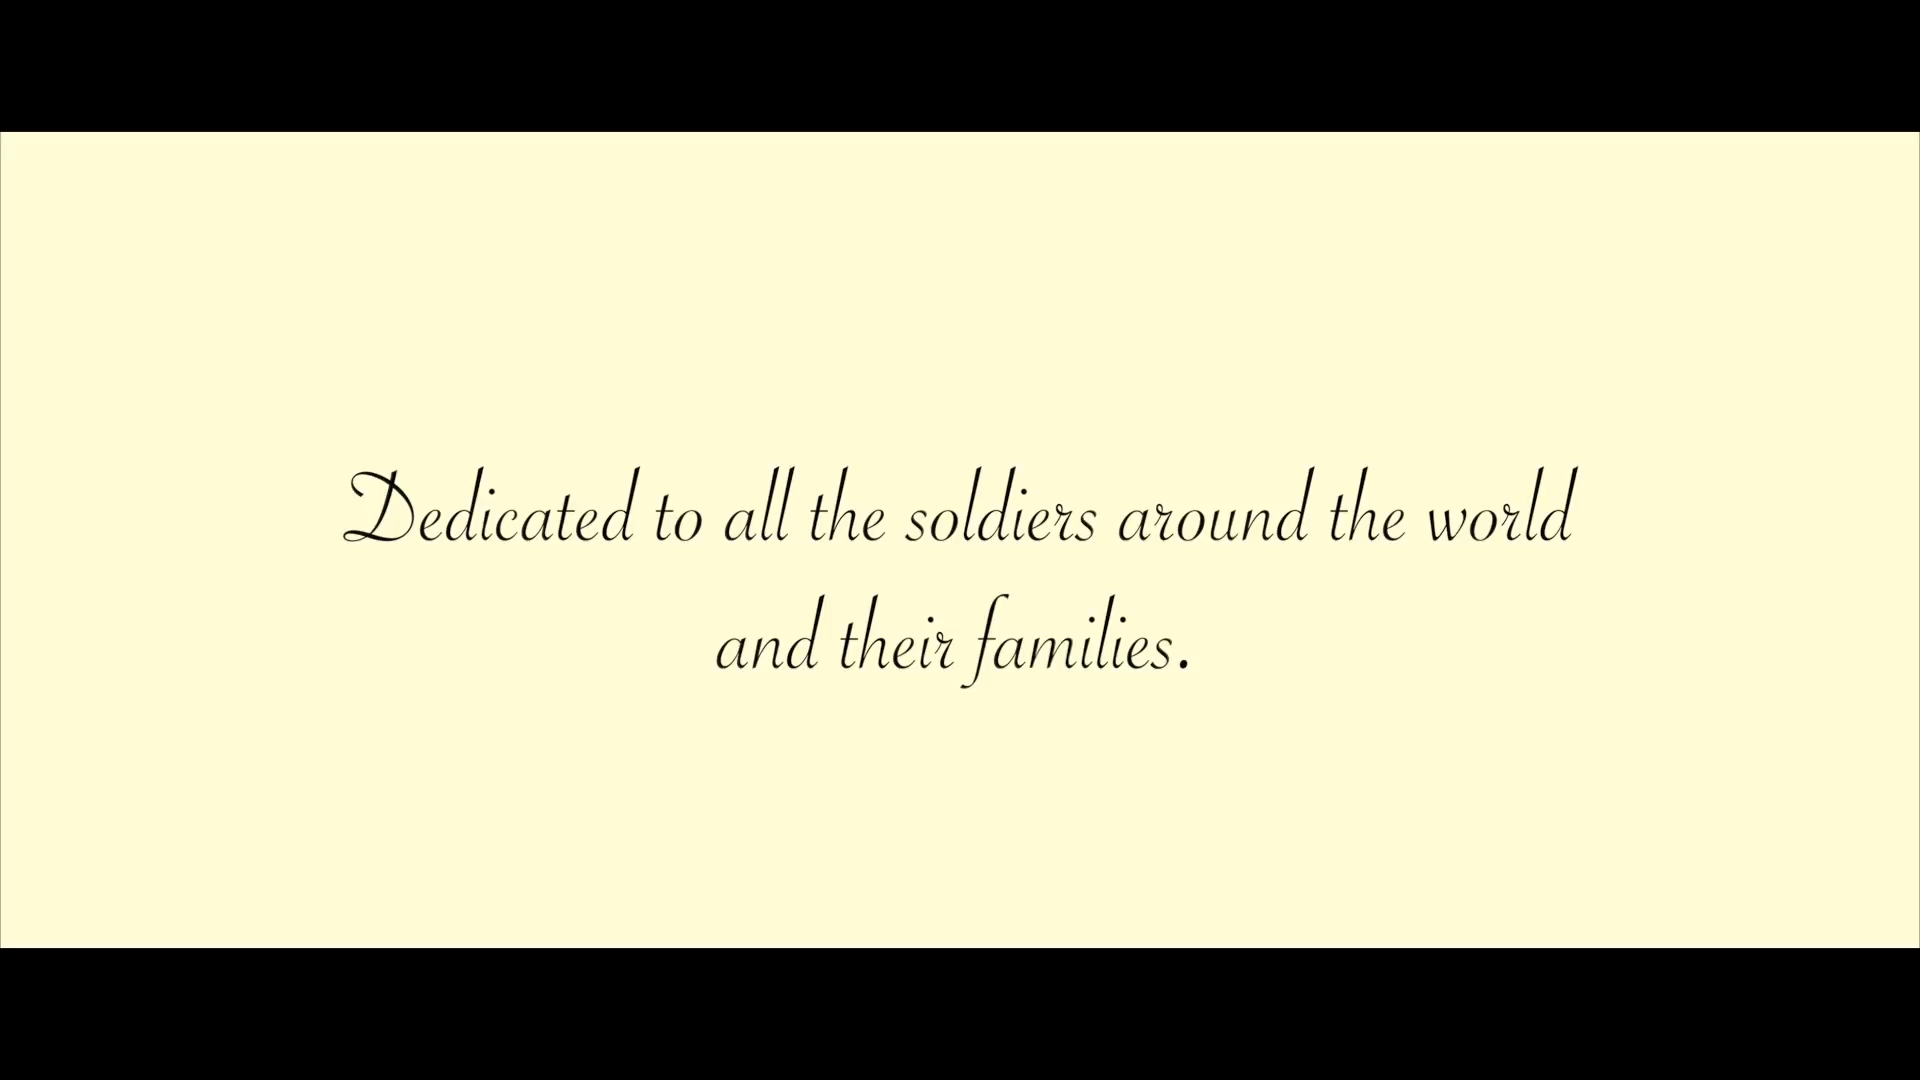 Dedicated to all the soldiers around the world
and their families.